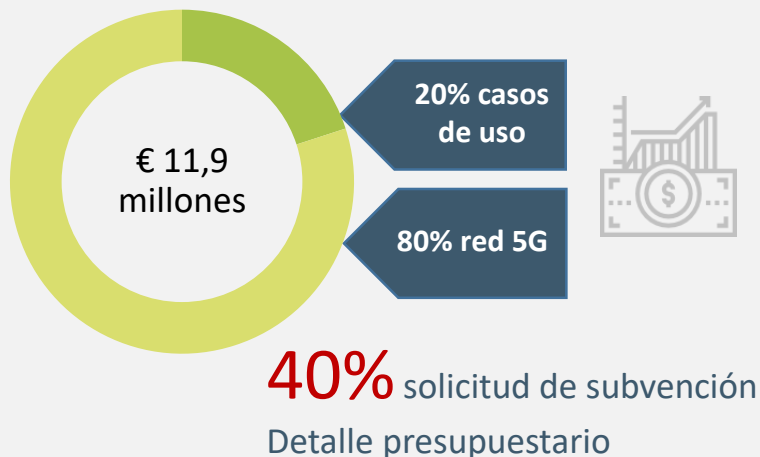 € 11,9
millones
20% casos
de uso
80% red 5G
$
40% solicitud de subvención
Detalle presupuestario